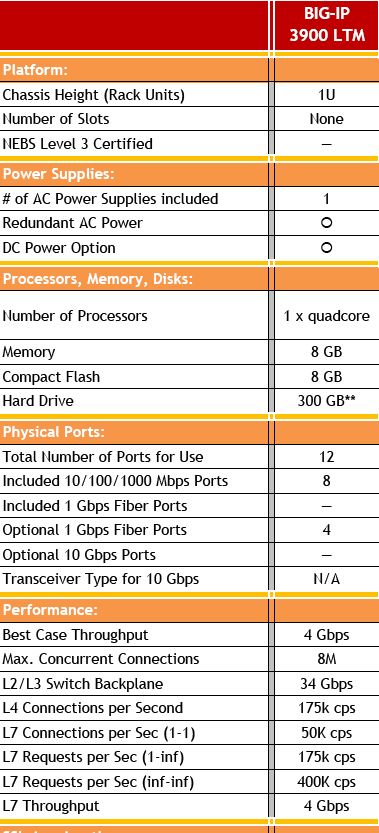 BIG-IP
3900 LTM
Platform:
Chassis Height (Rack Units) 1U
Number of Slots None
NEBS Level 3 Certified —
Power Supplies:
# of AC Power Supplies included 1
Redundant AC Power O
DC Power Option O
Processors, Memory, Disks:
Number of Processors 1 x quadcore
Memory 8 GB
Compact Flash 8 GB
Hard Drive 300 GB**
Physical Ports:
Total Number of Ports for Use 12
Included 10/100/1000 Mbps Ports 8
Included 1 Gbps Fiber Ports —
Optional 1 Gbps Fiber Ports 4
Optional 10 Gbps Ports —
Transceiver Type for 10 Gbps N/A
Performance:
Best Case Throughput 4 Gbps
Max. Concurrent Connections 8M
L2/L3 Switch Backplane 34 Gbps
L4 Connections per Second 175k cps
L7 Connections per Sec (1-1) 50K cps
L7 Requests per Sec (1-inf) 175k cps
L7 Requests per Sec (inf-inf) 400K cps
L7 Throughput 4 Gbps